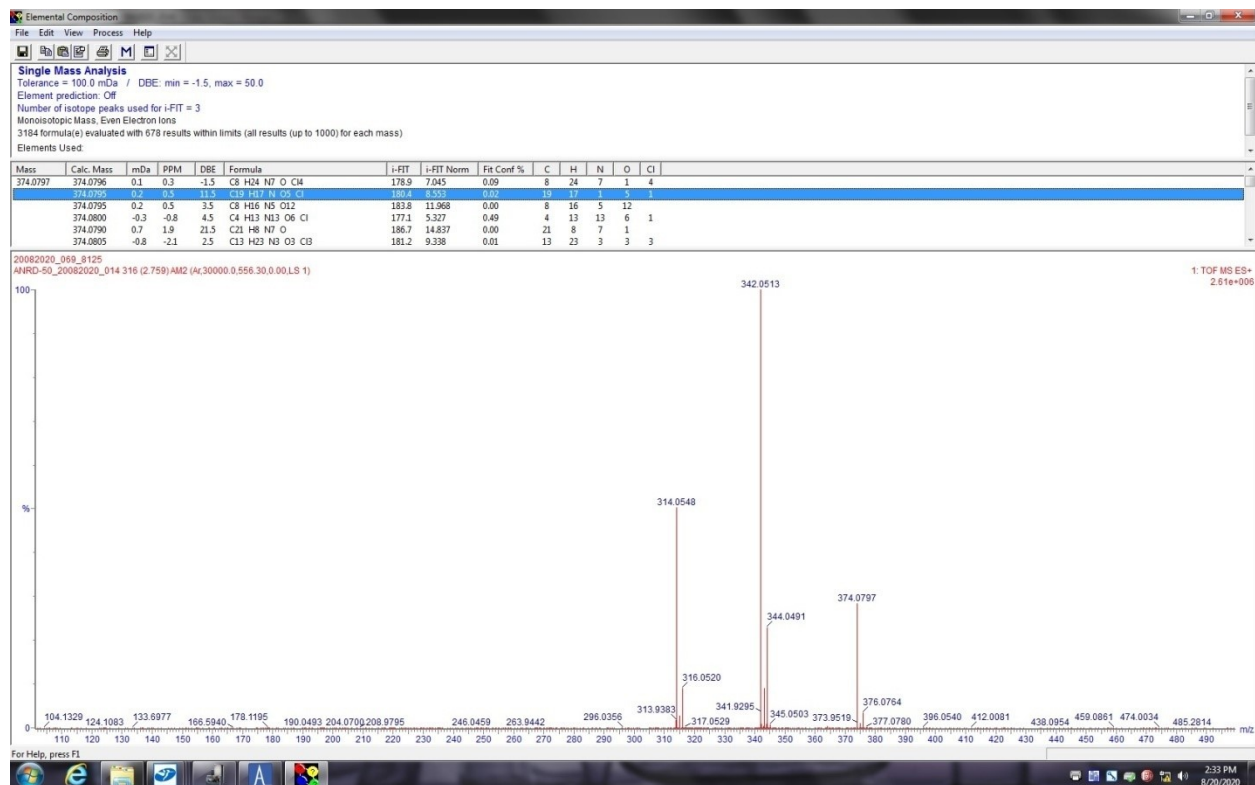 Elemental Composition
File Edit View Process Help
Single Mass Analysis
Tolerance = 100.0 mDa / DBE: min = -1.5, max = 50.0
Element prediction: Off
Number of isotope peaks used for i-FIT = 3
Monoisotopic Mass, Even Electron Ions
3184 formula(e) evaluated with 678 results within limits (all results (up to 1000) for each mass)
Elements Used:
Mass Calc. Mass mDa PPM DBE Formula i-FIT i-FIT Norm Fit Conf % C H N O Cl
374.0797 374.0796 0.1 0.3 -1.5 C8 H24 N7 O Cl4 178.9 7.045 0.09 8 24 7 1 4
374.0795 0.2 0.5 11.5 C19 H17 N O5 Cl 180.4 8.553 0.02 19 17 1 5 1
374.0795 0.2 0.5 3.5 C8 H16 N5 O12 183.8 11.968 0.00 8 16 5 12
374.0800 -0.3 -0.8 4.5 C4 H13 N13 O6 Cl 177.1 5.327 0.49 4 13 13 6 1
374.0790 0.7 1.9 21.5 C21 H8 N7 O 186.7 14.837 0.00 21 8 7 1
374.0805 -0.8 -2.1 2.5 C13 H23 N3 O3 Cl3 181.2 9.338 0.01 13 23 3 3 3
20082020_069_8125
ANRD-50_20082020_014 316 (2.759) AM2 (Ar,30000.0,556.30,0.00,LS 1)
1: TOF MS ES+
2.61e+006
100
342.0513
314.0548
%
374.0797
344.0491
316.0520
313.9383
341.9295
376.0764
104.1329
124.1083
133.6977
166.5940
178.1195
190.0493
204.0700
208.9795
246.0459
263.9442
296.0356
317.0529
345.0503
373.9519
377.0780
396.0540
412.0081
438.0954
459.0861
474.0034
485.2814
0
m/z
110 120 130 140 150 160 170 180 190 200 210 220 230 240 250 260 270 280 290 300 310 320 330 340 350 360 370 380 390 400 410 420 430 440 450 460 470 480 490
For Help, press F1
2:33 PM
8/20/2020